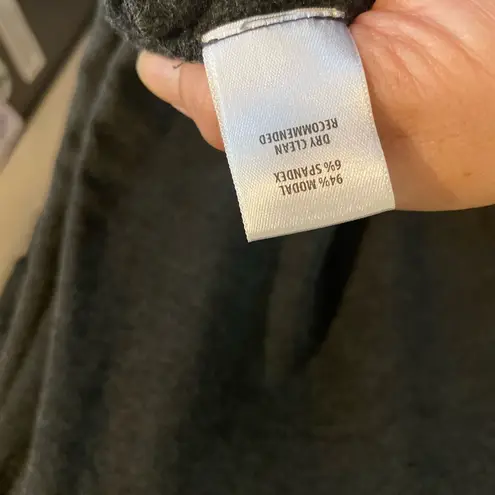 94% MODAL
6% SPANDEX
DRY CLEAN
RECOMMENDED